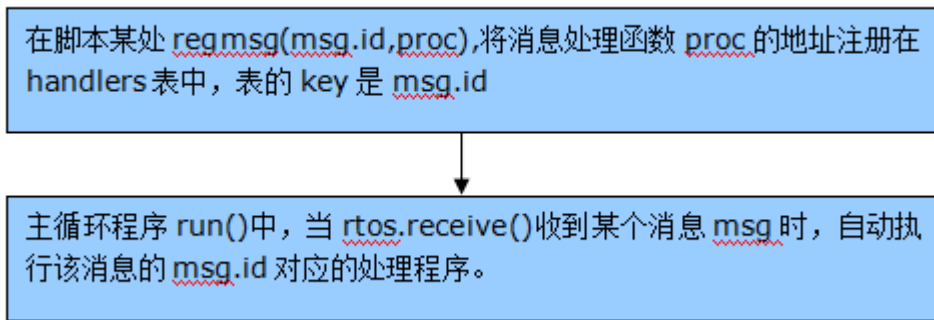 在脚本某处 regmsg(msg.id,proc),将消息处理函数 proc 的地址注册在
handlers 表中，表的 key 是 msg.id
主循环程序 run()中，当 rtos.receive()收到某个消息 msg 时，自动执
行该消息的 msg.id 对应的处理程序。